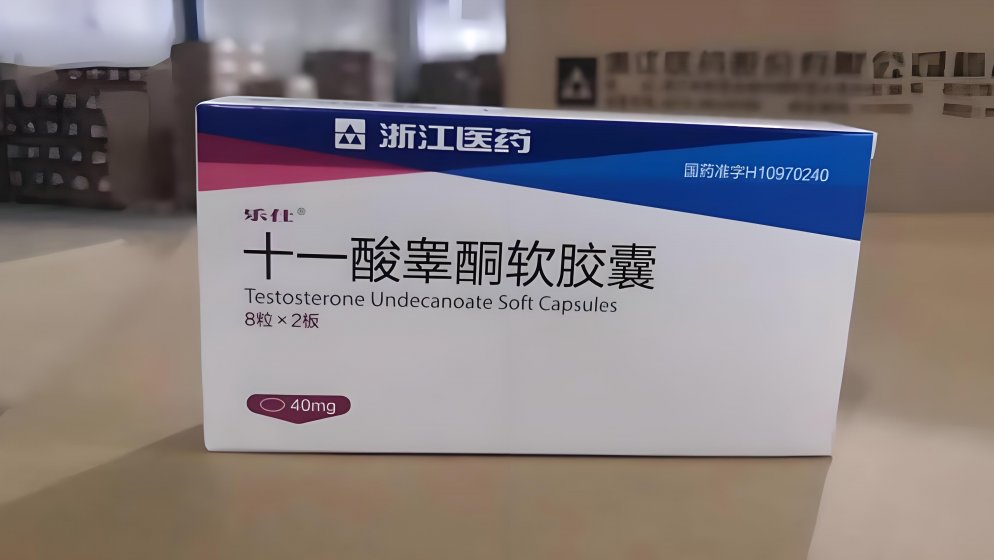 浙江医药
国药准字H10970240
乐仕®
十一酸睾酮软胶囊
Testosterone Undecanoate Soft Capsules
8粒×2板
40mg